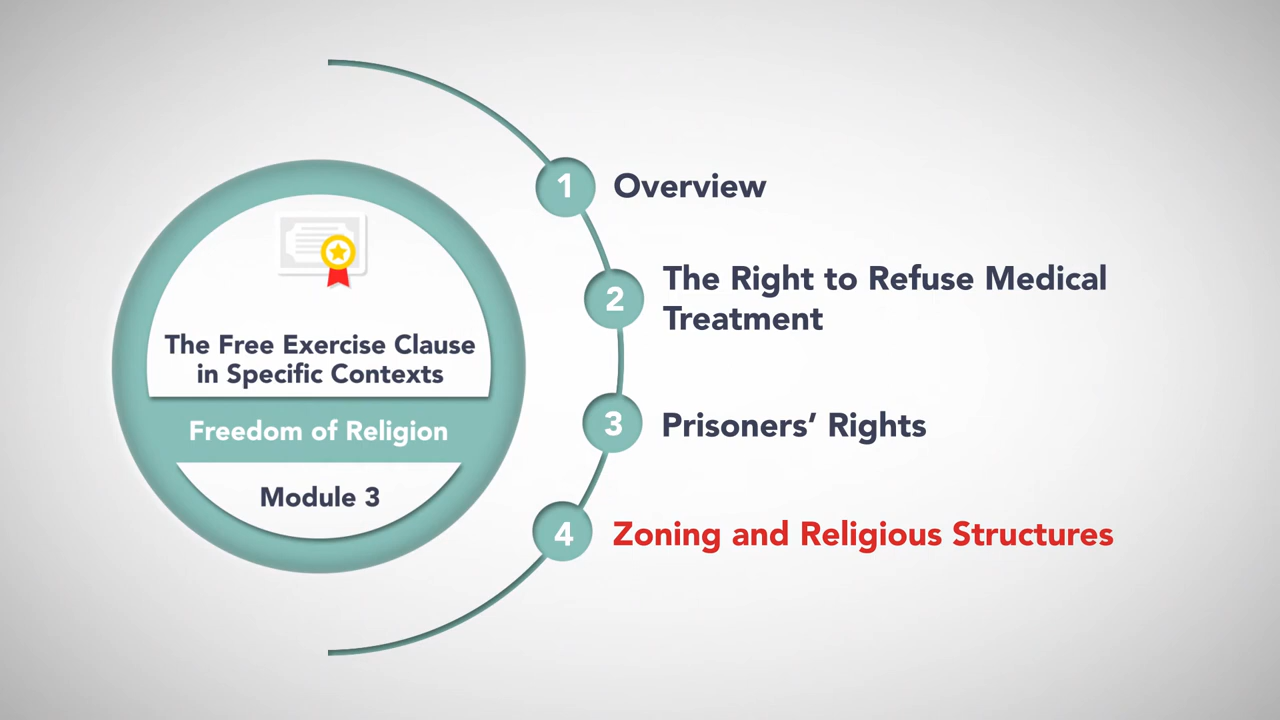 The Free Exercise Clause
in Specific Contexts
Freedom of Religion
Module 3
1 Overview
2 The Right to Refuse Medical
Treatment
3 Prisoners’ Rights
4 Zoning and Religious Structures